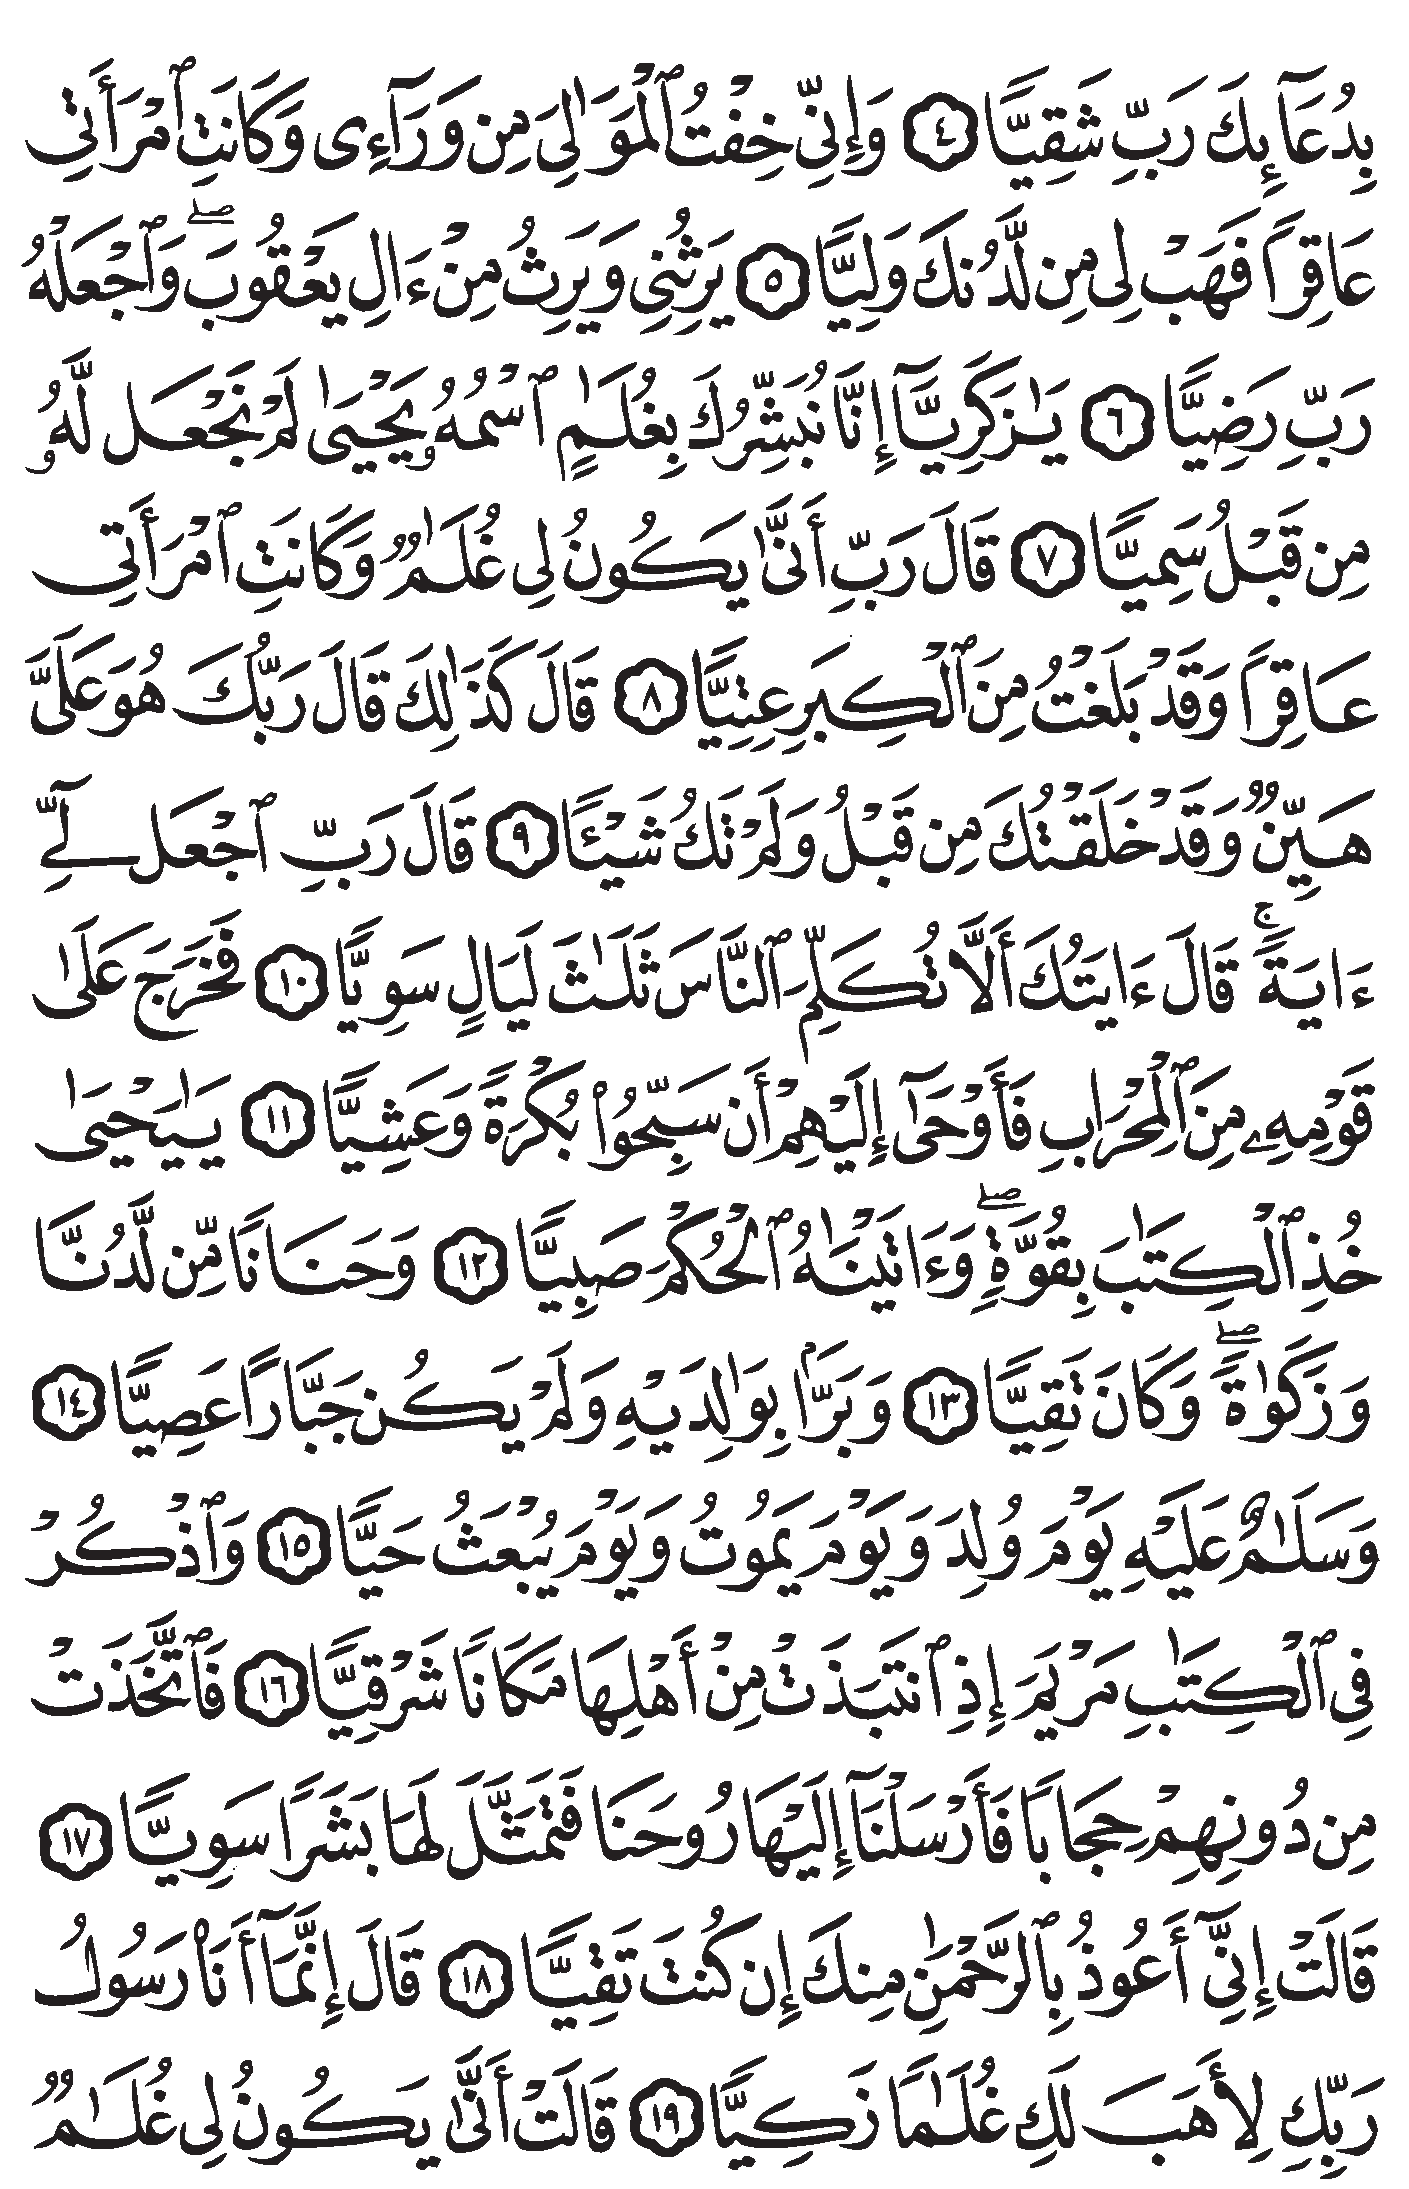 بِدُعَآئِكَ رَبِّ شَقِيًّا ٤ وَإِنِّي خِفْتُ ٱلْمَوَٰلِيَ مِن وَرَآءِى وَكَانَتِ ٱمْرَأَتِي
عَاقِرًا فَهَبْ لِي مِن لَّدُنكَ وَلِيًّا ٥ يَرِثُنِي وَيَرِثُ مِنْ ءَالِ يَعْقُوبَ ۖ وَٱجْعَلْهُ
رَبِّ رَضِيًّا ٦ يَٰزَكَرِيَّآ إِنَّا نُبَشِّرُكَ بِغُلَٰمٍ ٱسْمُهُۥ يَحْيَىٰ لَمْ نَجْعَل لَّهُۥ
مِن قَبْلُ سَمِيًّا ٧ قَالَ رَبِّ أَنَّىٰ يَكُونُ لِي غُلَٰمٌ وَكَانَتِ ٱمْرَأَتِي
عَاقِرًا وَقَدْ بَلَغْتُ مِنَ ٱلْكِبَرِ عِتِيًّا ٨ قَالَ كَذَٰلِكَ قَالَ رَبُّكَ هُوَ عَلَيَّ
هَيِّنٌ وَقَدْ خَلَقْتُكَ مِن قَبْلُ وَلَمْ تَكُ شَيْـًٔا ٩ قَالَ رَبِّ ٱجْعَل لِّيٓ
ءَايَةً ۚ قَالَ ءَايَتُكَ أَلَّا تُكَلِّمَ ٱلنَّاسَ ثَلَٰثَ لَيَالٍ سَوِيًّا ١٠ فَخَرَجَ عَلَىٰ
قَوْمِهِۦ مِنَ ٱلْمِحْرَابِ فَأَوْحَىٰٓ إِلَيْهِمْ أَن سَبِّحُوا۟ بُكْرَةً وَعَشِيًّا ١١ يَٰيَحْيَىٰ
خُذِ ٱلْكِتَٰبَ بِقُوَّةٍ ۖ وَءَاتَيْنَٰهُ ٱلْحُكْمَ صَبِيًّا ١٢ وَحَنَانًا مِّن لَّدُنَّا
وَزَكَوٰةً ۖ وَكَانَ تَقِيًّا ١٣ وَبَرًّۢا بِوَٰلِدَيْهِ وَلَمْ يَكُن جَبَّارًا عَصِيًّا ١٤
وَسَلَٰمٌ عَلَيْهِ يَوْمَ وُلِدَ وَيَوْمَ يَمُوتُ وَيَوْمَ يُبْعَثُ حَيًّا ١٥ وَٱذْكُرْ
فِي ٱلْكِتَٰبِ مَرْيَمَ إِذِ ٱنتَبَذَتْ مِنْ أَهْلِهَا مَكَانًا شَرْقِيًّا ١٦ فَٱتَّخَذَتْ
مِن دُونِهِمْ حِجَابًا فَأَرْسَلْنَآ إِلَيْهَا رُوحَنَا فَتَمَثَّلَ لَهَا بَشَرًا سَوِيًّا ١٧
قَالَتْ إِنِّيٓ أَعُوذُ بِٱلرَّحْمَٰنِ مِنكَ إِن كُنتَ تَقِيًّا ١٨ قَالَ إِنَّمَآ أَنَا۠ رَسُولُ
رَبِّكِ لِأَهَبَ لَكِ غُلَٰمًا زَكِيًّا ١٩ قَالَتْ أَنَّىٰ يَكُونُ لِي غُلَٰمٌ